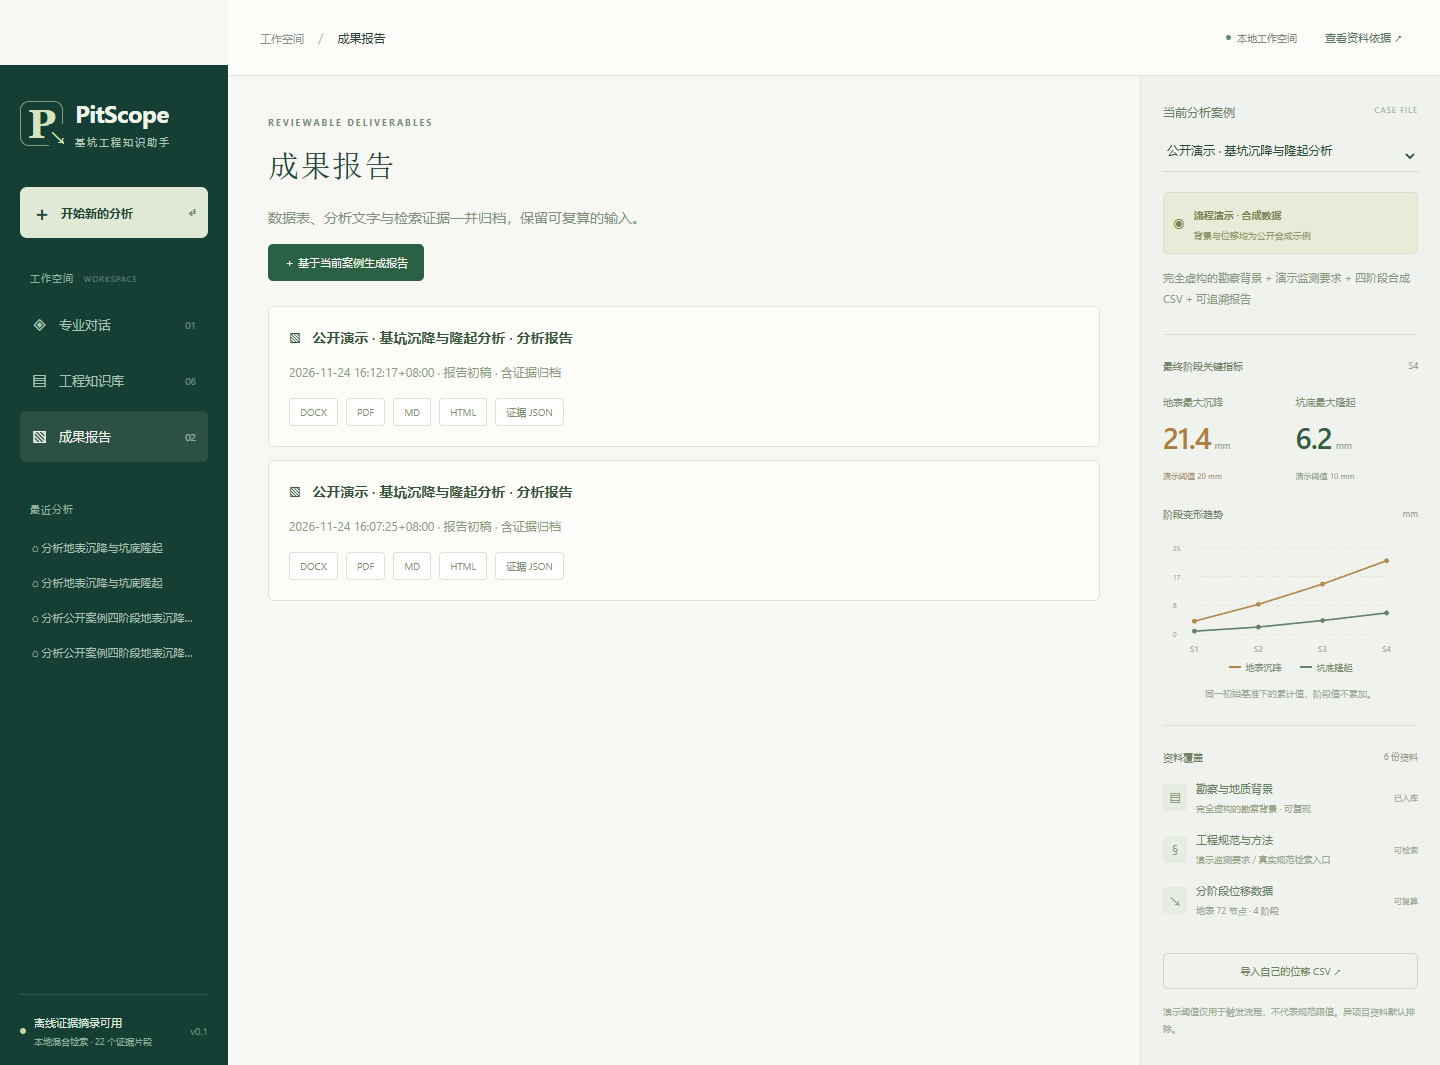 PitScope
基坑工程知识助手
+ 开始新的分析
工作空间 WORKSPACE
专业对话 01
工程知识库 06
成果报告 02
最近分析
分析地表沉降与坑底隆起
分析地表沉降与坑底隆起
分析公开案例四阶段地表沉降...
分析公开案例四阶段地表沉降...
离线证据摘录可用
本地混合检索 · 22 个证据片段
v0.1
工作空间 / 成果报告
本地工作空间
查看资料依据 ↗
REVIEWABLE DELIVERABLES
成果报告
数据表、分析文字与检索证据一并归档，保留可复算的输入。
+ 基于当前案例生成报告
公开演示 · 基坑沉降与隆起分析 · 分析报告
2026-11-24 16:12:17+08:00 · 报告初稿 · 含证据归档
DOCX PDF MD HTML 证据 JSON
公开演示 · 基坑沉降与隆起分析 · 分析报告
2026-11-24 16:07:25+08:00 · 报告初稿 · 含证据归档
DOCX PDF MD HTML 证据 JSON
当前分析案例 CASE FILE
公开演示 · 基坑沉降与隆起分析
流程演示 · 合成数据
背景与位移均为公开合成示例
完全虚构的勘察背景 + 演示监测要求 + 四阶段合成
CSV + 可追溯报告
最终阶段关键指标 S4
地表最大沉降 坑底最大隆起
21.4 mm 6.2 mm
演示阈值 20 mm 演示阈值 10 mm
阶段变形趋势 mm
25
17
8
0
S1 S2 S3 S4
地表沉降 坑底隆起
同一初始基准下的累计值，阶段值不累加。
资料覆盖 6 份资料
勘察与地质背景
完全虚构的勘察背景 · 可复现
已入库
§ 工程规范与方法
演示监测要求 / 真实规范检索入口
可检索
分阶段位移数据
地表 72 节点 · 4 阶段
可复算
导入自己的位移 CSV ↗
演示阈值仅用于触发流程，不代表规范限值。异项目资料默认排
除。